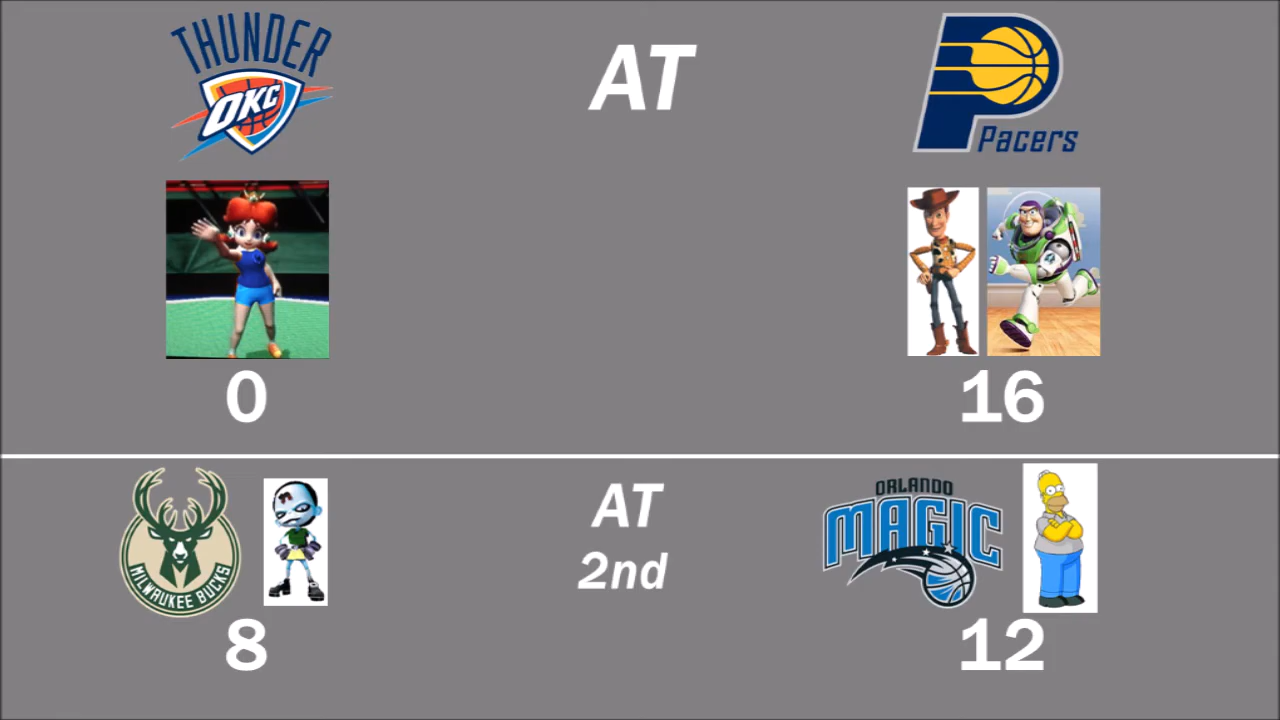 THUNDER
OKC
AT
Pacers
0
16
MILWAUKEE BUCKS
AT
2nd
ORLANDO
MAGIC
8
12